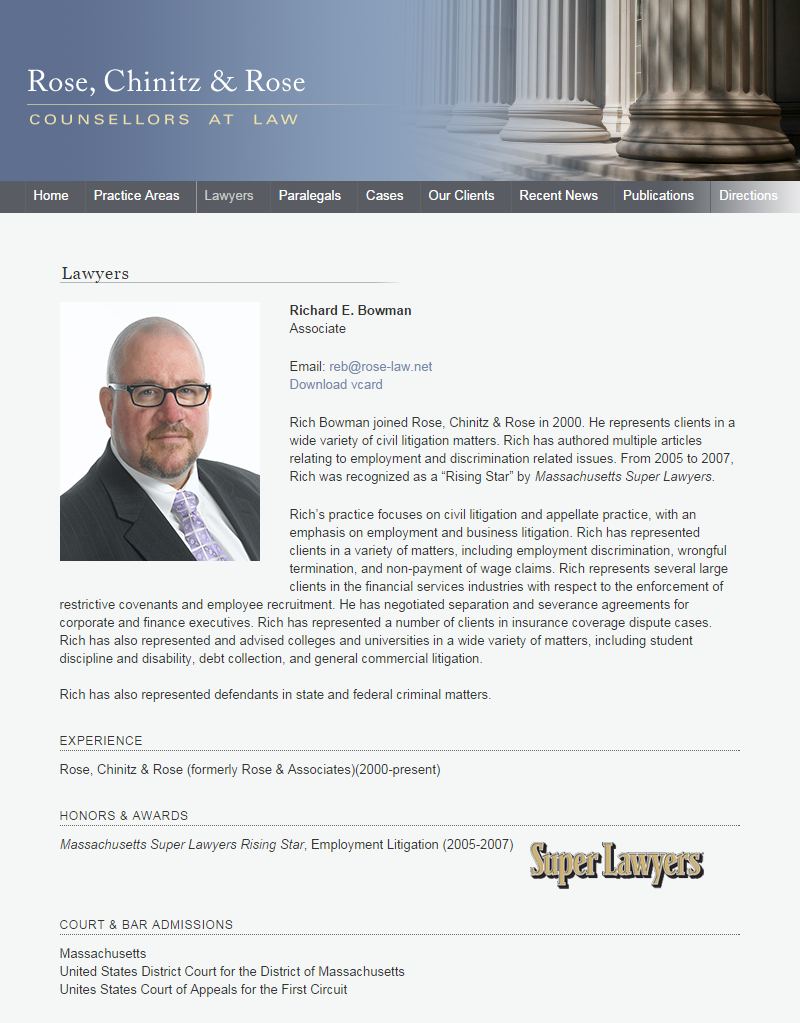 Rose, Chinitz & Rose
COUNSELLORS AT LAW
Home Practice Areas Lawyers Paralegals Cases Our Clients Recent News Publications Directions
Lawyers
Richard E. Bowman
Associate
Email: reb@rose-law.net
Download vcard
Rich Bowman joined Rose, Chinitz & Rose in 2000. He represents clients in a
wide variety of civil litigation matters. Rich has authored multiple articles
relating to employment and discrimination related issues. From 2005 to 2007,
Rich was recognized as a “Rising Star” by Massachusetts Super Lawyers.
Rich’s practice focuses on civil litigation and appellate practice, with an
emphasis on employment and business litigation. Rich has represented
clients in a variety of matters, including employment discrimination, wrongful
termination, and non-payment of wage claims. Rich represents several large
clients in the financial services industries with respect to the enforcement of
restrictive covenants and employee recruitment. He has negotiated separation and severance agreements for
corporate and finance executives. Rich has represented a number of clients in insurance coverage dispute cases.
Rich has also represented and advised colleges and universities in a wide variety of matters, including student
discipline and disability, debt collection, and general commercial litigation.
Rich has also represented defendants in state and federal criminal matters.
EXPERIENCE
Rose, Chinitz & Rose (formerly Rose & Associates)(2000-present)
HONORS & AWARDS
Massachusetts Super Lawyers Rising Star, Employment Litigation (2005-2007)
Super Lawyers
COURT & BAR ADMISSIONS
Massachusetts
United States District Court for the District of Massachusetts
Unites States Court of Appeals for the First Circuit